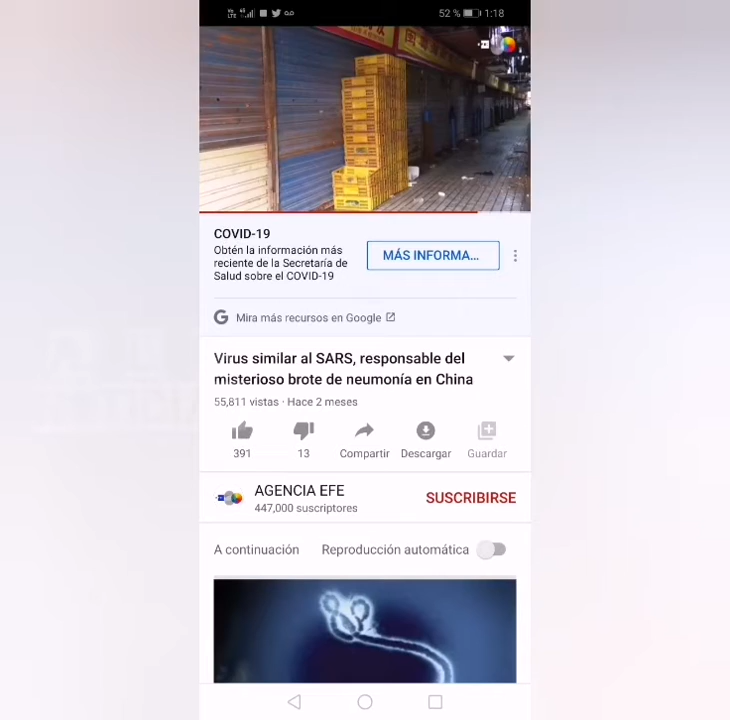 52 % 1:18
COVID-19
Obtén la información más
reciente de la Secretaría de
Salud sobre el COVID-19
MÁS INFORMA...
Mira más recursos en Google
Virus similar al SARS, responsable del
misterioso brote de neumonía en China
55,811 vistas · Hace 2 meses
391
13
Compartir
Descargar
Guardar
AGENCIA EFE
447,000 suscriptores
SUSCRIBIRSE
A continuación
Reproducción automática